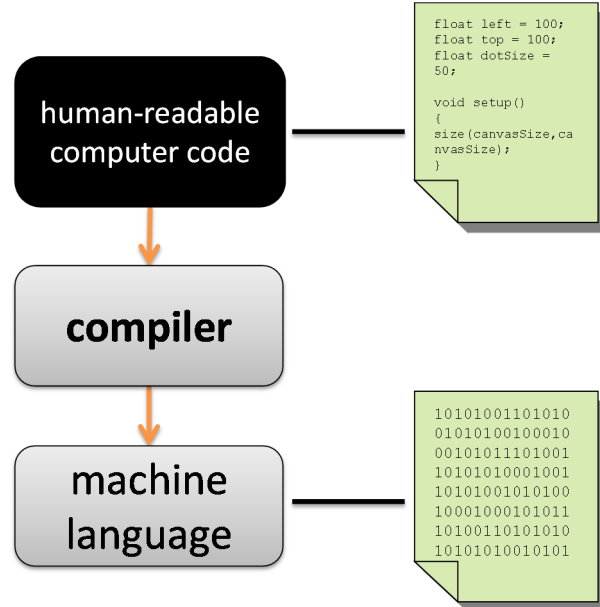 human-readable
computer code
float left = 100;
float top = 100;
float dotSize =
50;
void setup()
{
size(canvasSize,ca
nvasSize);
}
compiler
machine
language
10101001101010
01010100100010
00101011101001
10101010001001
10101001010100
10001000101011
10100110101010
10101010010101